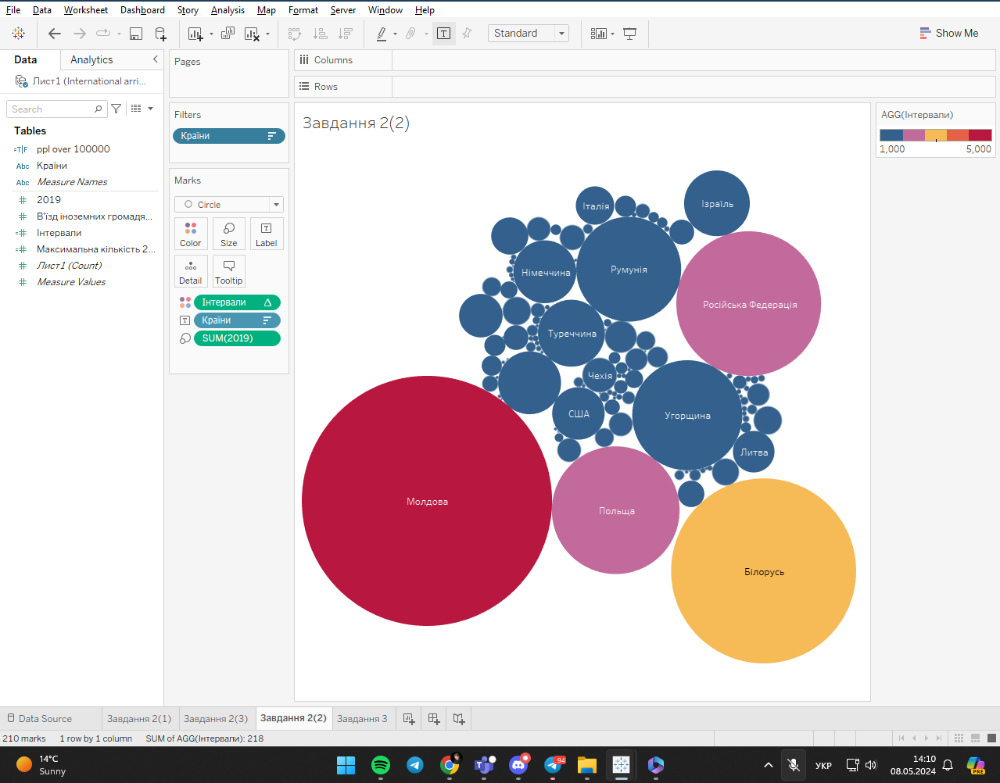 File Data Worksheet Dashboard Story Analysis Map Format Server Window Help
Standard
Show Me
Data Analytics
Лист1 (International arri...
Search
Tables
ppl over 100000
Abc Країни
Abc Measure Names
2019
В'їзд іноземних громадя...
Інтервали
Максимальна кількість 2...
Лист1 (Count)
Measure Values
Pages
Filters
Країни
Marks
Circle
Color Size Label
Detail Tooltip
Інтервали
Країни
SUM(2019)
Columns
Rows
Завдання 2(2)
Італія
Ізраїль
Німеччина
Румунія
Російська Федерація
Туреччина
Чехія
США
Угорщина
Литва
Молдова
Польща
Білорусь
AGG(Інтервали)
1,000 5,000
Data Source Завдання 2(1) Завдання 2(3) Завдання 2(2) Завдання 3
210 marks 1 row by 1 column SUM of AGG(Інтервали): 218
14°C
Sunny
94
УКР
14:10
08.05.2024
PRE